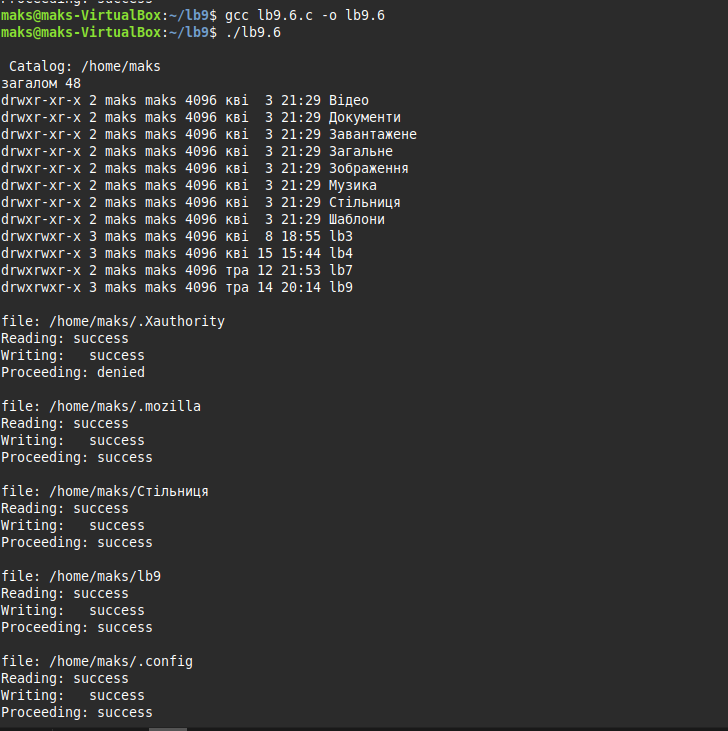 Proceeding: success
maks@maks-VirtualBox:~/lb9$ gcc lb9.6.c -o lb9.6
maks@maks-VirtualBox:~/lb9$ ./lb9.6

 Catalog: /home/maks
загалом 48
drwxr-xr-x 2 maks maks 4096 кві  3 21:29 Відео
drwxr-xr-x 2 maks maks 4096 кві  3 21:29 Документи
drwxr-xr-x 2 maks maks 4096 кві  3 21:29 Завантажене
drwxr-xr-x 2 maks maks 4096 кві  3 21:29 Загальне
drwxr-xr-x 2 maks maks 4096 кві  3 21:29 Зображення
drwxr-xr-x 2 maks maks 4096 кві  3 21:29 Музика
drwxr-xr-x 2 maks maks 4096 кві  3 21:29 Стільниця
drwxr-xr-x 2 maks maks 4096 кві  3 21:29 Шаблони
drwxrwxr-x 3 maks maks 4096 кві  8 18:55 lb3
drwxrwxr-x 3 maks maks 4096 кві 15 15:44 lb4
drwxrwxr-x 2 maks maks 4096 тра 12 21:53 lb7
drwxrwxr-x 3 maks maks 4096 тра 14 20:14 lb9

file: /home/maks/.Xauthority
Reading: success
Writing:   success
Proceeding: denied

file: /home/maks/.mozilla
Reading: success
Writing:   success
Proceeding: success

file: /home/maks/Стільниця
Reading: success
Writing:   success
Proceeding: success

file: /home/maks/lb9
Reading: success
Writing:   success
Proceeding: success

file: /home/maks/.config
Reading: success
Writing:   success
Proceeding: success